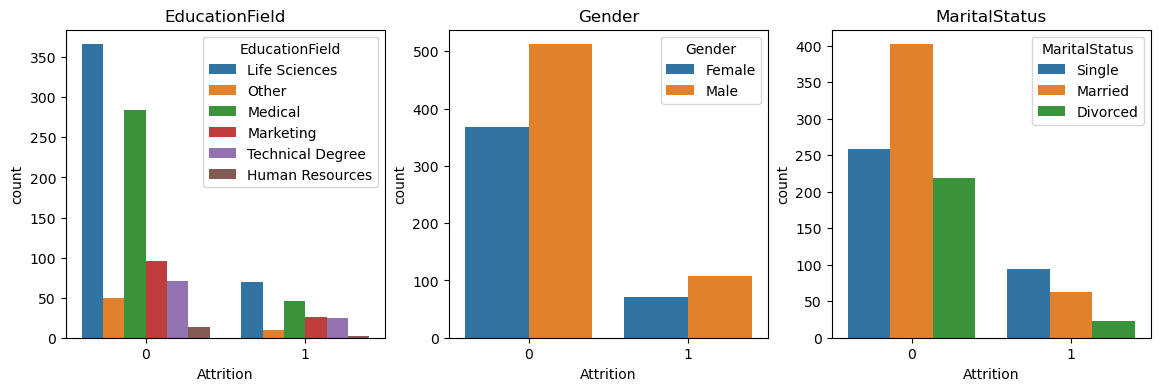 EducationField
EducationField
Life Sciences
Other
Medical
Marketing
Technical Degree
Human Resources
350
300
250
200
150
100
50
0
count
0
1
Attrition
Gender
Gender
Female
Male
500
400
300
200
100
0
count
0
1
Attrition
MaritalStatus
MaritalStatus
Single
Married
Divorced
400
350
300
250
200
150
100
50
0
count
0
1
Attrition